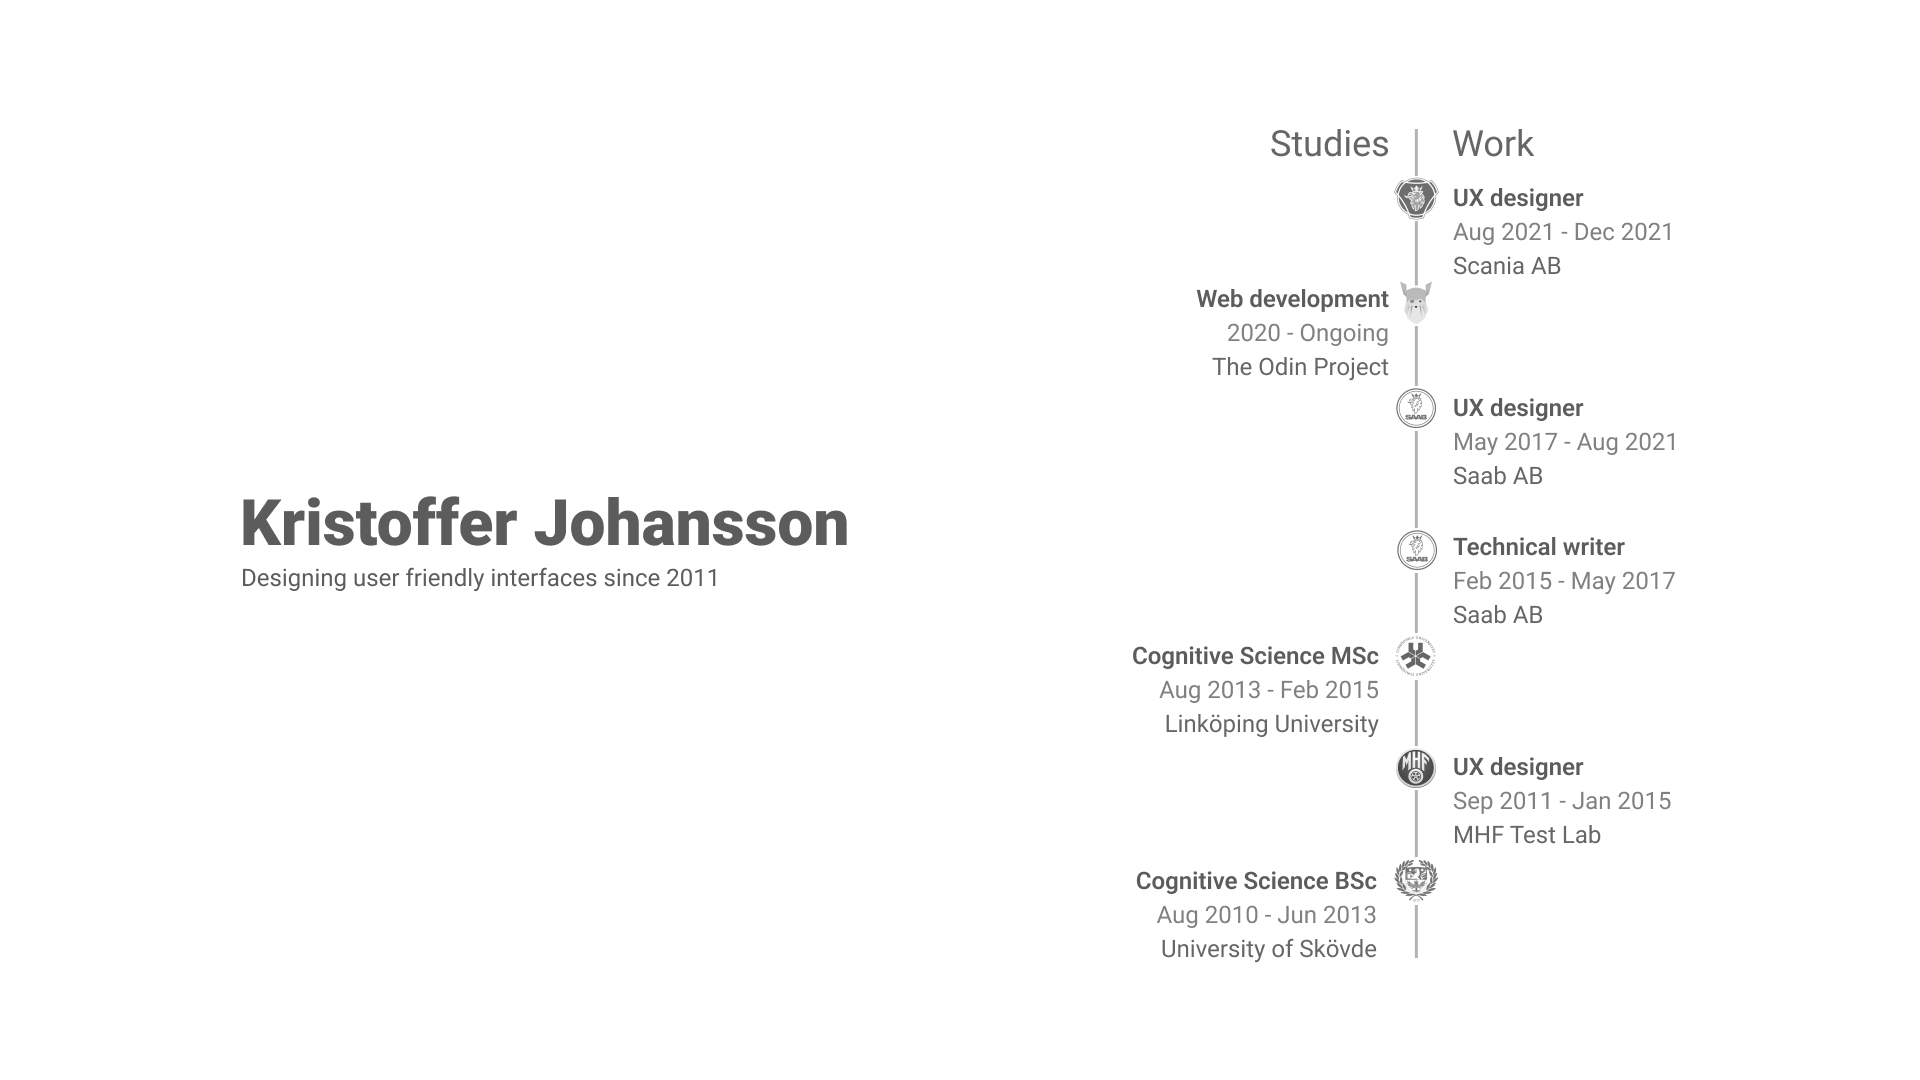 Kristoffer Johansson
Designing user friendly interfaces since 2011
Studies
Work
UX designer
Aug 2021 - Dec 2021
Scania AB
Web development
2020 - Ongoing
The Odin Project
SAAB
UX designer
May 2017 - Aug 2021
Saab AB
SAAB
Technical writer
Feb 2015 - May 2017
Saab AB
Cognitive Science MSc
Aug 2013 - Feb 2015
Linköping University
MHF
UX designer
Sep 2011 - Jan 2015
MHF Test Lab
Cognitive Science BSc
Aug 2010 - Jun 2013
University of Skövde